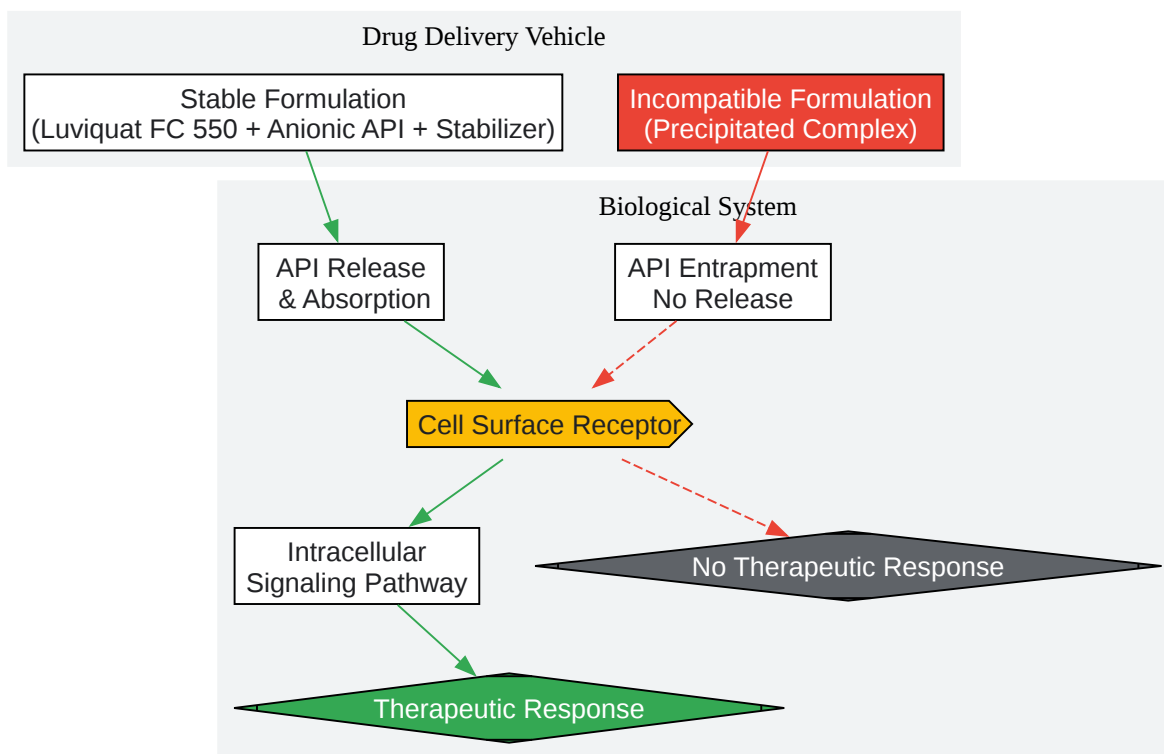 Drug Delivery Vehicle
Stable Formulation
(Luviquat FC 550 + Anionic API + Stabilizer)
Incompatible Formulation
(Precipitated Complex)
Biological System
API Release
& Absorption
API Entrapment
No Release
Cell Surface Receptor
Intracellular
Signaling Pathway
No Therapeutic Response
Therapeutic Response